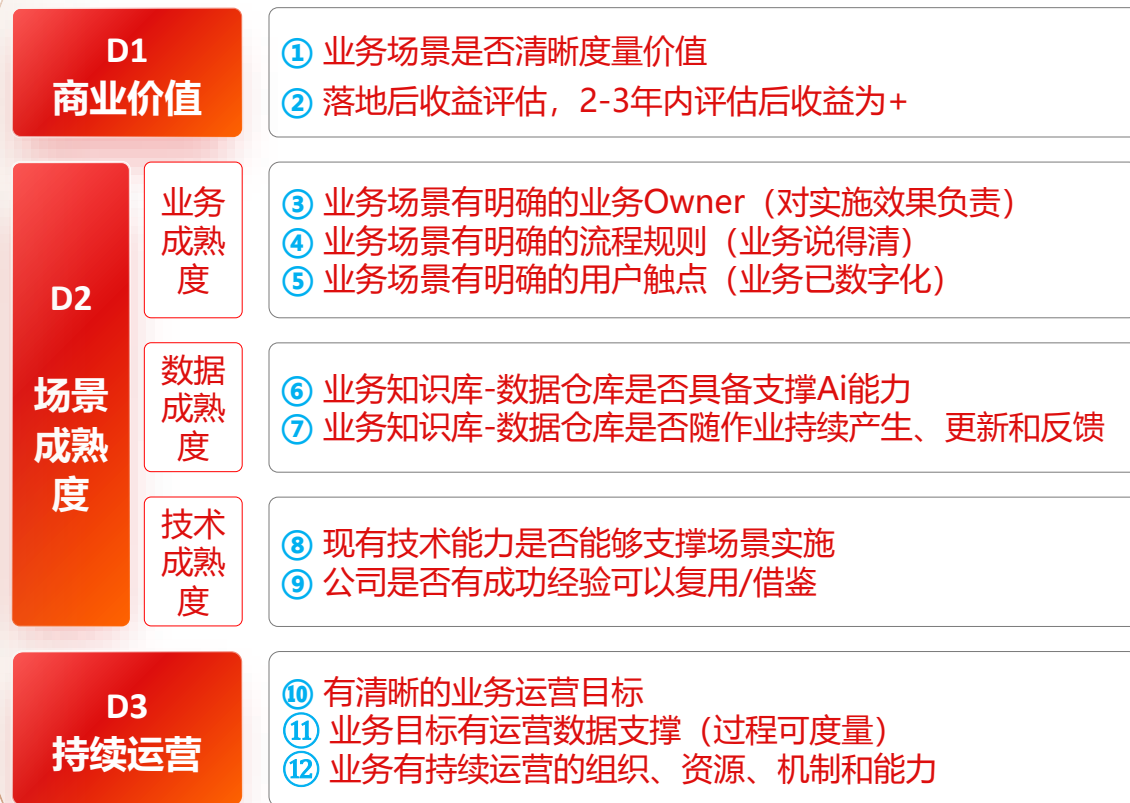 D1
商业价值
① 业务场景是否清晰度量价值
② 落地后收益评估，2-3年内评估后收益为+
D2
场景
成熟
度
业务
成熟
度
③ 业务场景有明确的业务Owner（对实施效果负责）
④ 业务场景有明确的流程规则（业务说得清）
⑤ 业务场景有明确的用户触点（业务已数字化）
数据
成熟
度
⑥ 业务知识库-数据仓库是否具备支撑Ai能力
⑦ 业务知识库-数据仓库是否随作业持续产生、更新和反馈
技术
成熟
度
⑧ 现有技术能力是否能够支撑场景实施
⑨ 公司是否有成功经验可以复用/借鉴
D3
持续运营
⑩ 有清晰的业务运营目标
⑪ 业务目标有运营数据支撑（过程可度量）
⑫ 业务有持续运营的组织、资源、机制和能力